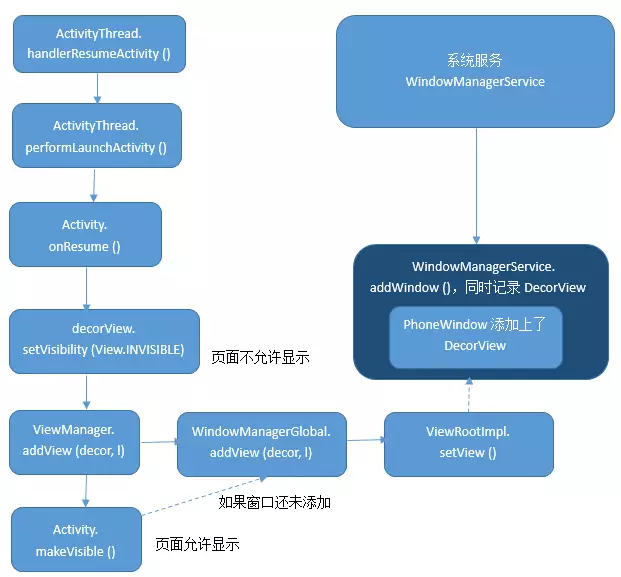 ActivityThread.
handlerResumeActivity ()
ActivityThread.
performLaunchActivity ()
Activity.
onResume ()
decorView.
setVisibility (View.INVISIBLE)
页面不允许显示
ViewManager.
addView (decor, l)
WindowManagerGlobal.
addView (decor, l)
ViewRootImpl.
setView ()
如果窗口还未添加
Activity.
makeVisible ()
页面允许显示
系统服务
WindowManagerService
WindowManagerService.
addWindow ()，同时记录 DecorView
PhoneWindow 添加上了
DecorView